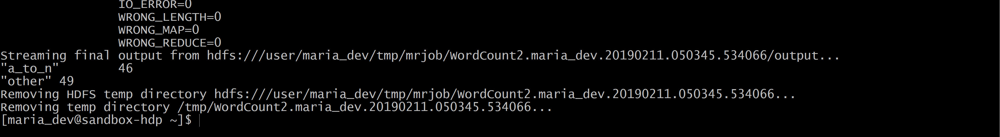 IO_ERROR=0
WRONG_LENGTH=0
WRONG_MAP=0
WRONG_REDUCE=0
Streaming final output from hdfs:///user/maria_dev/tmp/mrjob/WordCount2.maria_dev.20190211.050345.534066/output...
"a_to_n" 46
"other" 49
Removing HDFS temp directory hdfs:///user/maria_dev/tmp/mrjob/WordCount2.maria_dev.20190211.050345.534066...
Removing temp directory /tmp/WordCount2.maria_dev.20190211.050345.534066...
[maria_dev@sandbox-hdp ~]$